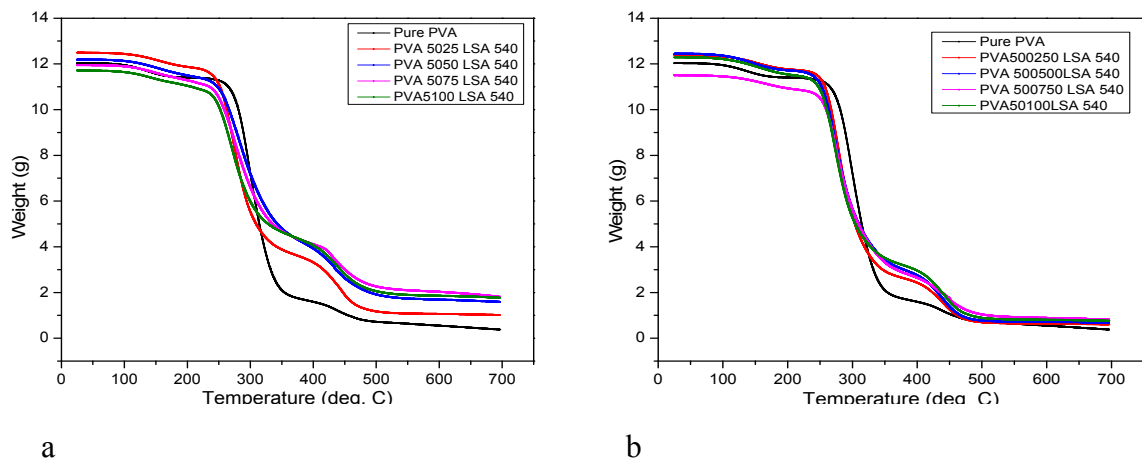 14
12
10
8
6
4
2
0
Weight (g)
0 100 200 300 400 500 600 700
Temperature (deg. C)
Pure PVA
PVA 5025 LSA 540
PVA 5050 LSA 540
PVA 5075 LSA 540
PVA5100 LSA 540
a
14
12
10
8
6
4
2
0
Weight (g)
0 100 200 300 400 500 600 700
Temperature (deg. C)
Pure PVA
PVA500250 LSA 540
PVA 500500LSA 540
PVA 500750 LSA 540
PVA50100LSA 540
b